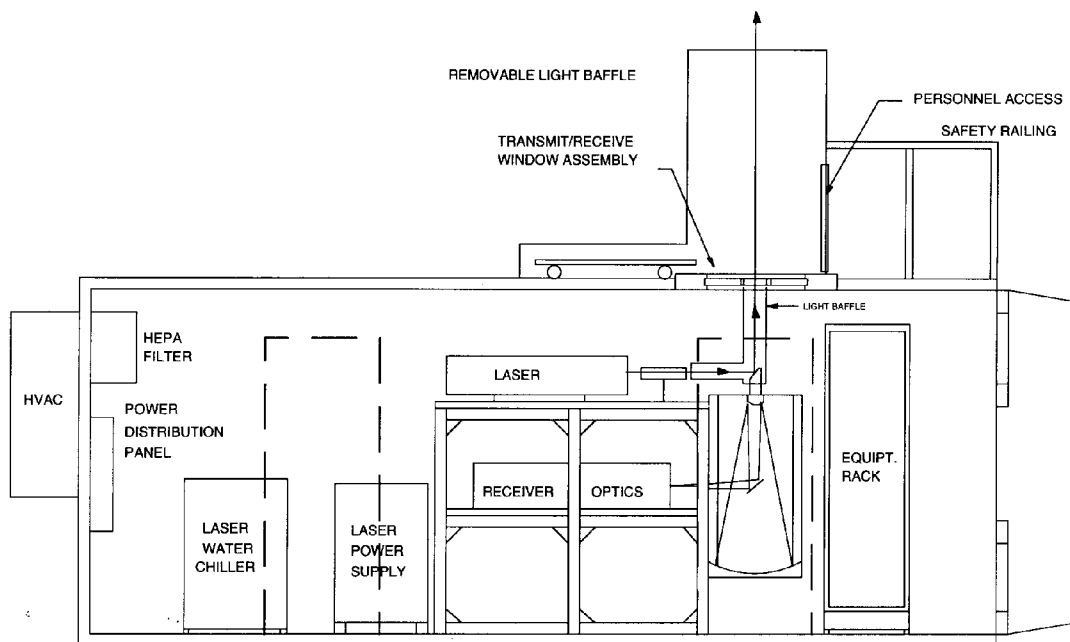 REMOVABLE LIGHT BAFFLE
PERSONNEL ACCESS
SAFETY RAILING
TRANSMIT/RECEIVE
WINDOW ASSEMBLY
LIGHT BAFFLE
HEPA
FILTER
HVAC
LASER
POWER
DISTRIBUTION
PANEL
EQUIPT.
RACK
RECEIVER
OPTICS
LASER
WATER
CHILLER
LASER
POWER
SUPPLY